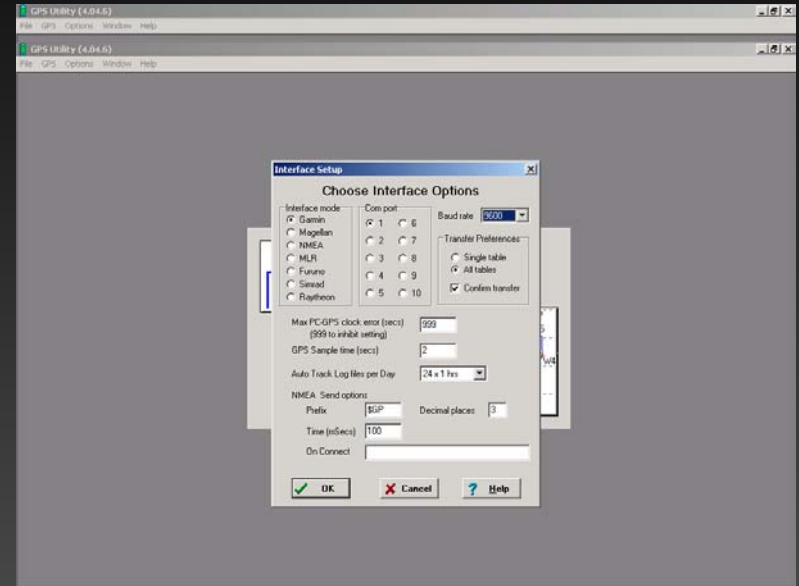 GPS Utility (4.04.6)
File GPS Options Window Help
GPS Utility (4.04.6)
File GPS Options Window Help
Interface Setup
Choose Interface Options
Interface mode
Garmin
Magellan
NMEA
MLR
Furuno
Simrad
Raytheon
Com port
1 6
2 7
3 8
4 9
5 10
Baud rate 9600
Transfer Preferences
Single table
All tables
Confirm transfer
Max PC-GPS clock error (secs) 999
(999 to inhibit setting)
GPS Sample time (secs) 2
Auto Track Log files per Day 24 x 1 hrs
NMEA Send options
Prefix $GP Decimal places 3
Time (mSecs) 100
On Connect
OK Cancel Help